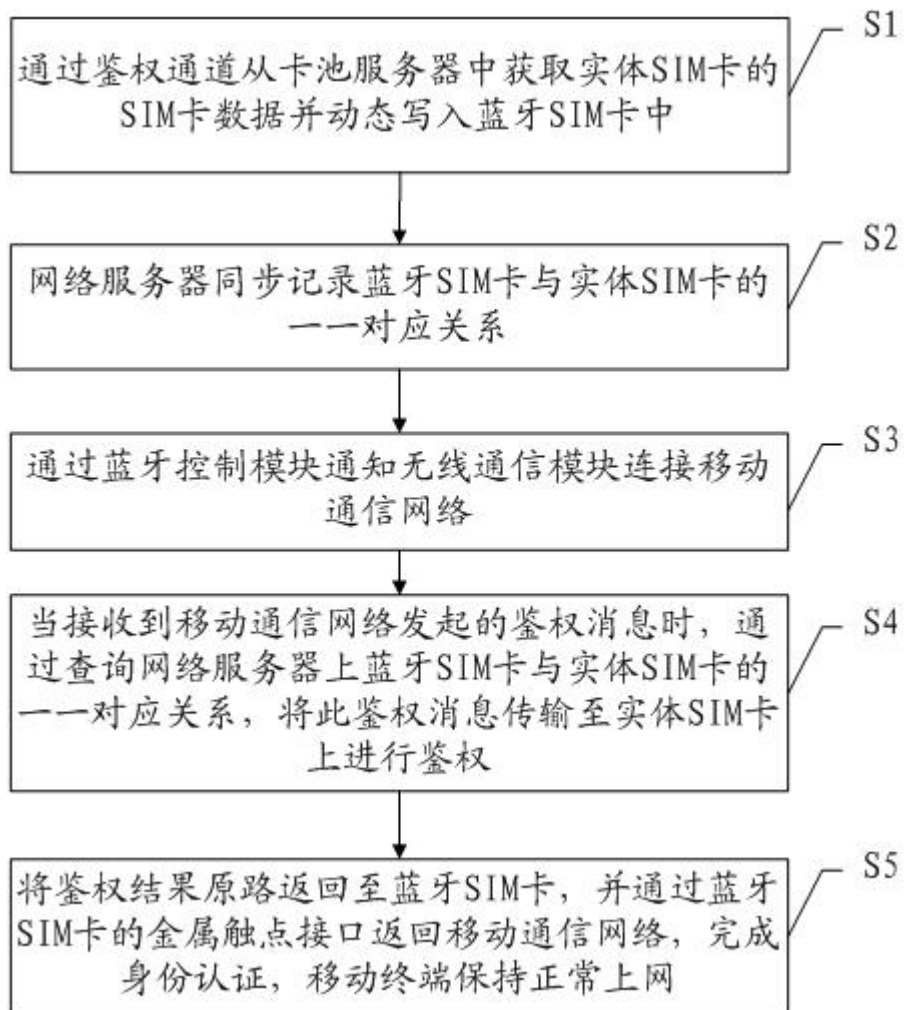 S1
通过鉴权通道从卡池服务器中获取实体SIM卡的
SIM卡数据并动态写入蓝牙SIM卡中
S2
网络服务器同步记录蓝牙SIM卡与实体SIM卡的
一一对应关系
S3
通过蓝牙控制模块通知无线通信模块连接移动
通信网络
S4
当接收到移动通信网络发起的鉴权消息时，通
过查询网络服务器上蓝牙SIM卡与实体SIM卡的
一一对应关系，将此鉴权消息传输至实体SIM卡
上进行鉴权
S5
将鉴权结果原路返回至蓝牙SIM卡，并通过蓝牙
SIM卡的金属触点接口返回移动通信网络，完成
身份认证，移动终端保持正常上网